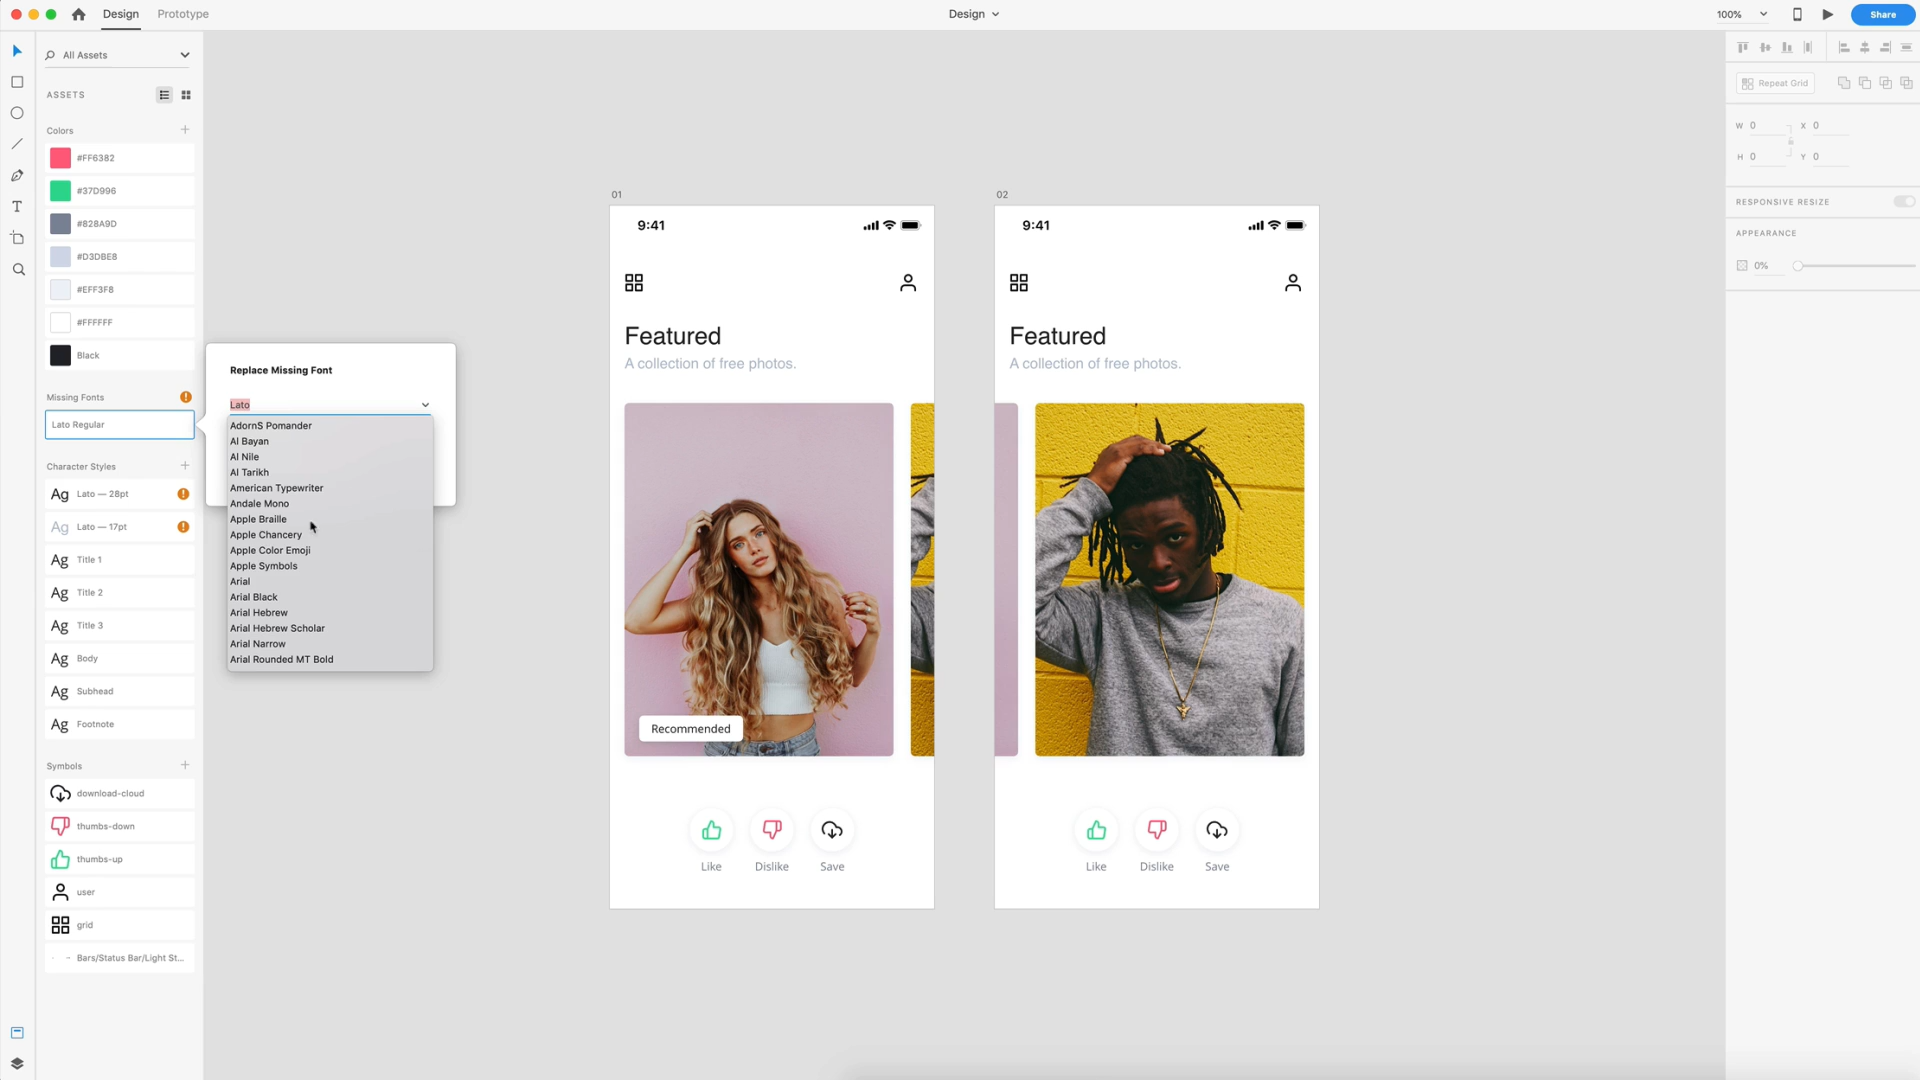 Design
Prototype
Design
100%
Share
All Assets
ASSETS
Colors
#FF6382
#37D996
#828A9D
#D3DBE8
#EFF3F8
#FFFFFF
Black
Missing Fonts
Lato Regular
Character Styles
Ag Lato — 28pt
Ag Lato — 17pt
Ag Title 1
Ag Title 2
Ag Title 3
Ag Body
Ag Subhead
Ag Footnote
Symbols
download-cloud
thumbs-down
thumbs-up
user
grid
Bars/Status Bar/Light St...
Replace Missing Font
Lato
AdornS Pomander
Al Bayan
Al Nile
Al Tarikh
American Typewriter
Andale Mono
Apple Braille
Apple Chancery
Apple Color Emoji
Apple Symbols
Arial
Arial Black
Arial Hebrew
Arial Hebrew Scholar
Arial Narrow
Arial Rounded MT Bold
01
9:41
Featured
A collection of free photos.
Recommended
Like
Dislike
Save
02
9:41
Featured
A collection of free photos.
Like
Dislike
Save
Repeat Grid
W 0
X 0
H 0
Y 0
RESPONSIVE RESIZE
APPEARANCE
0%